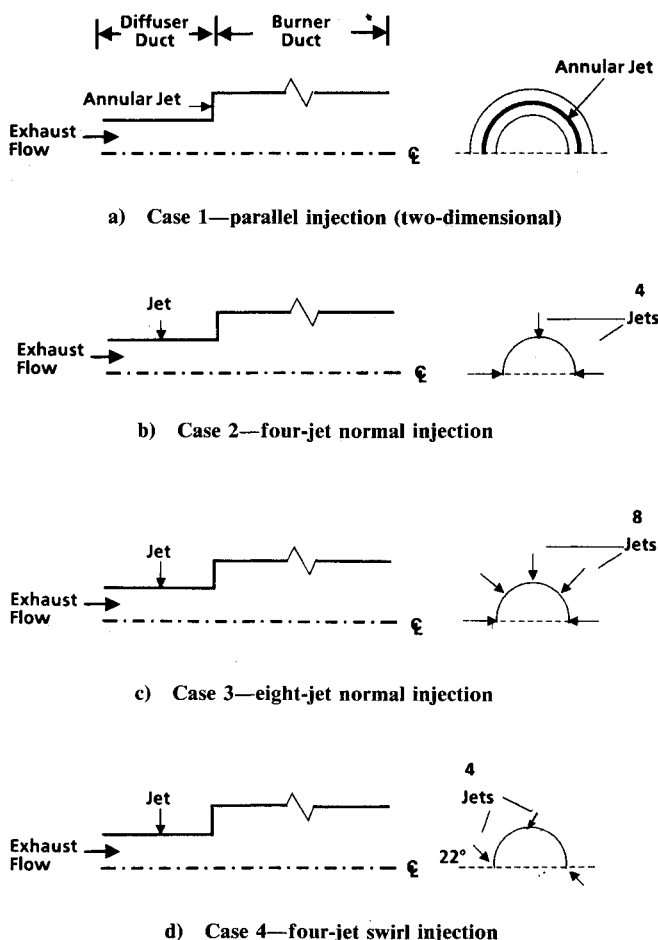 Diffuser Duct
Burner Duct
Annular Jet
Exhaust Flow
℄
Annular Jet
a) Case 1—parallel injection (two-dimensional)
Jet
Exhaust Flow
℄
4
Jets
b) Case 2—four-jet normal injection
Jet
Exhaust Flow
℄
8
Jets
c) Case 3—eight-jet normal injection
Jet
Exhaust Flow
℄
4
Jets
22°
d) Case 4—four-jet swirl injection